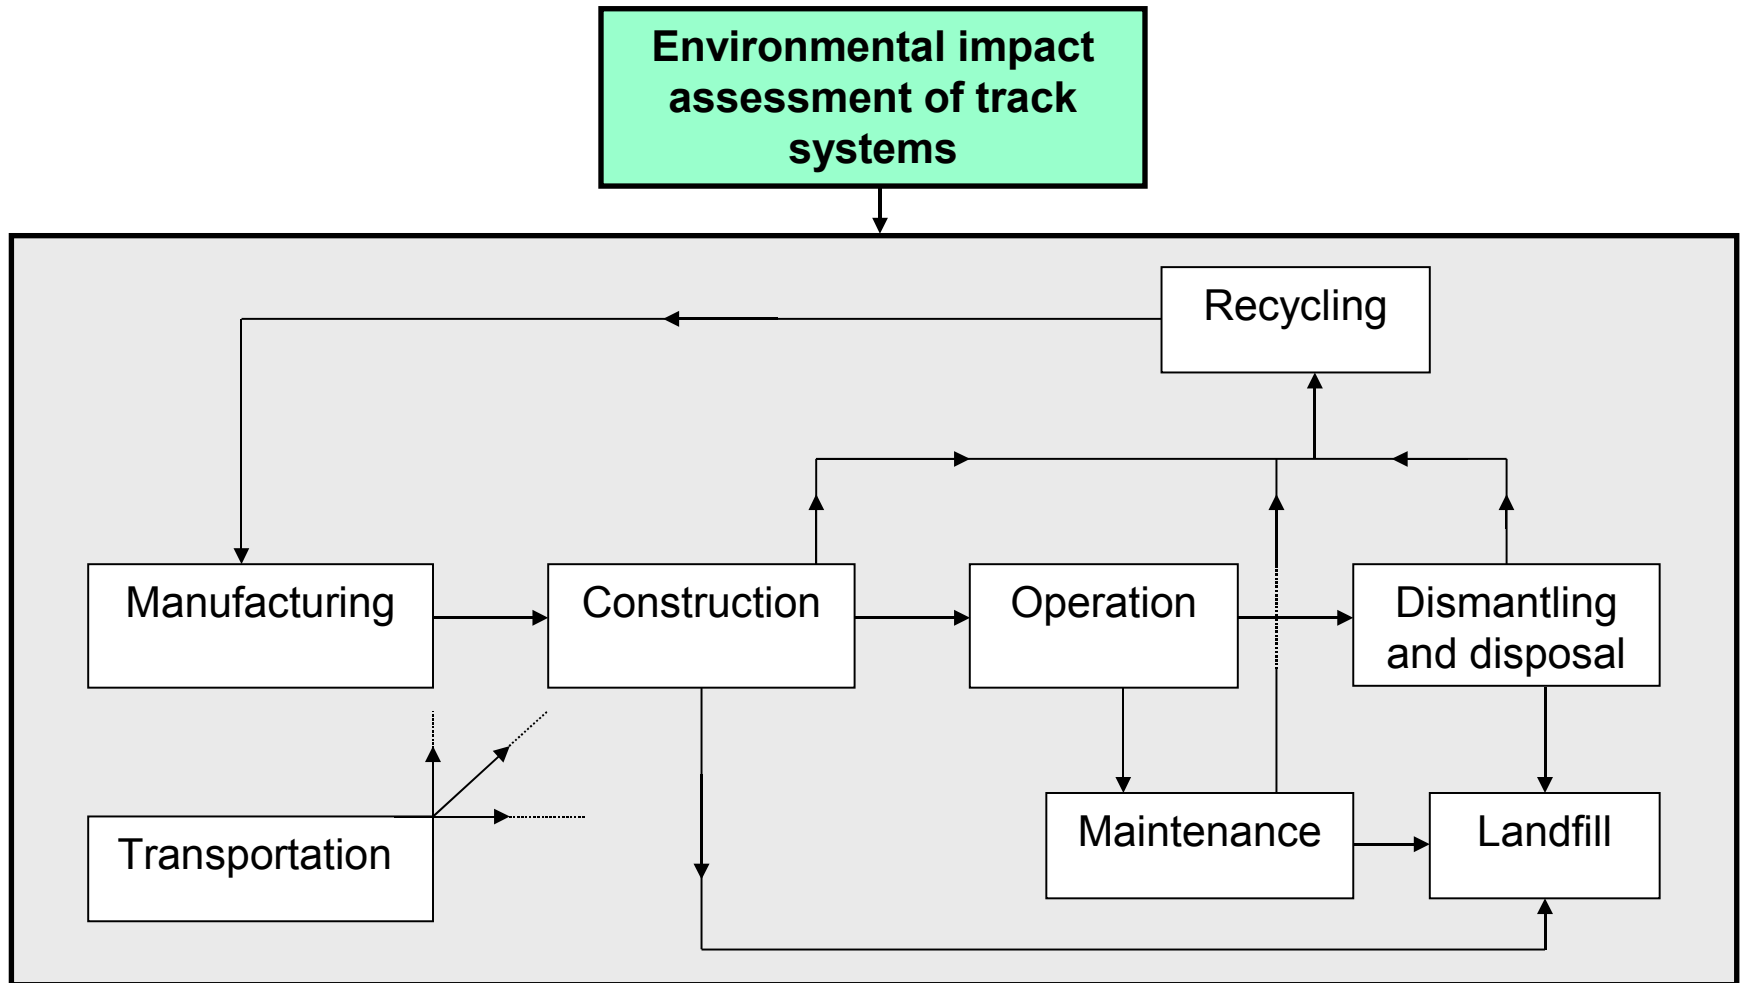 Environmental impact
assessment of track
systems
Recycling
Manufacturing
Construction
Operation
Dismantling
and disposal
Transportation
Maintenance
Landfill